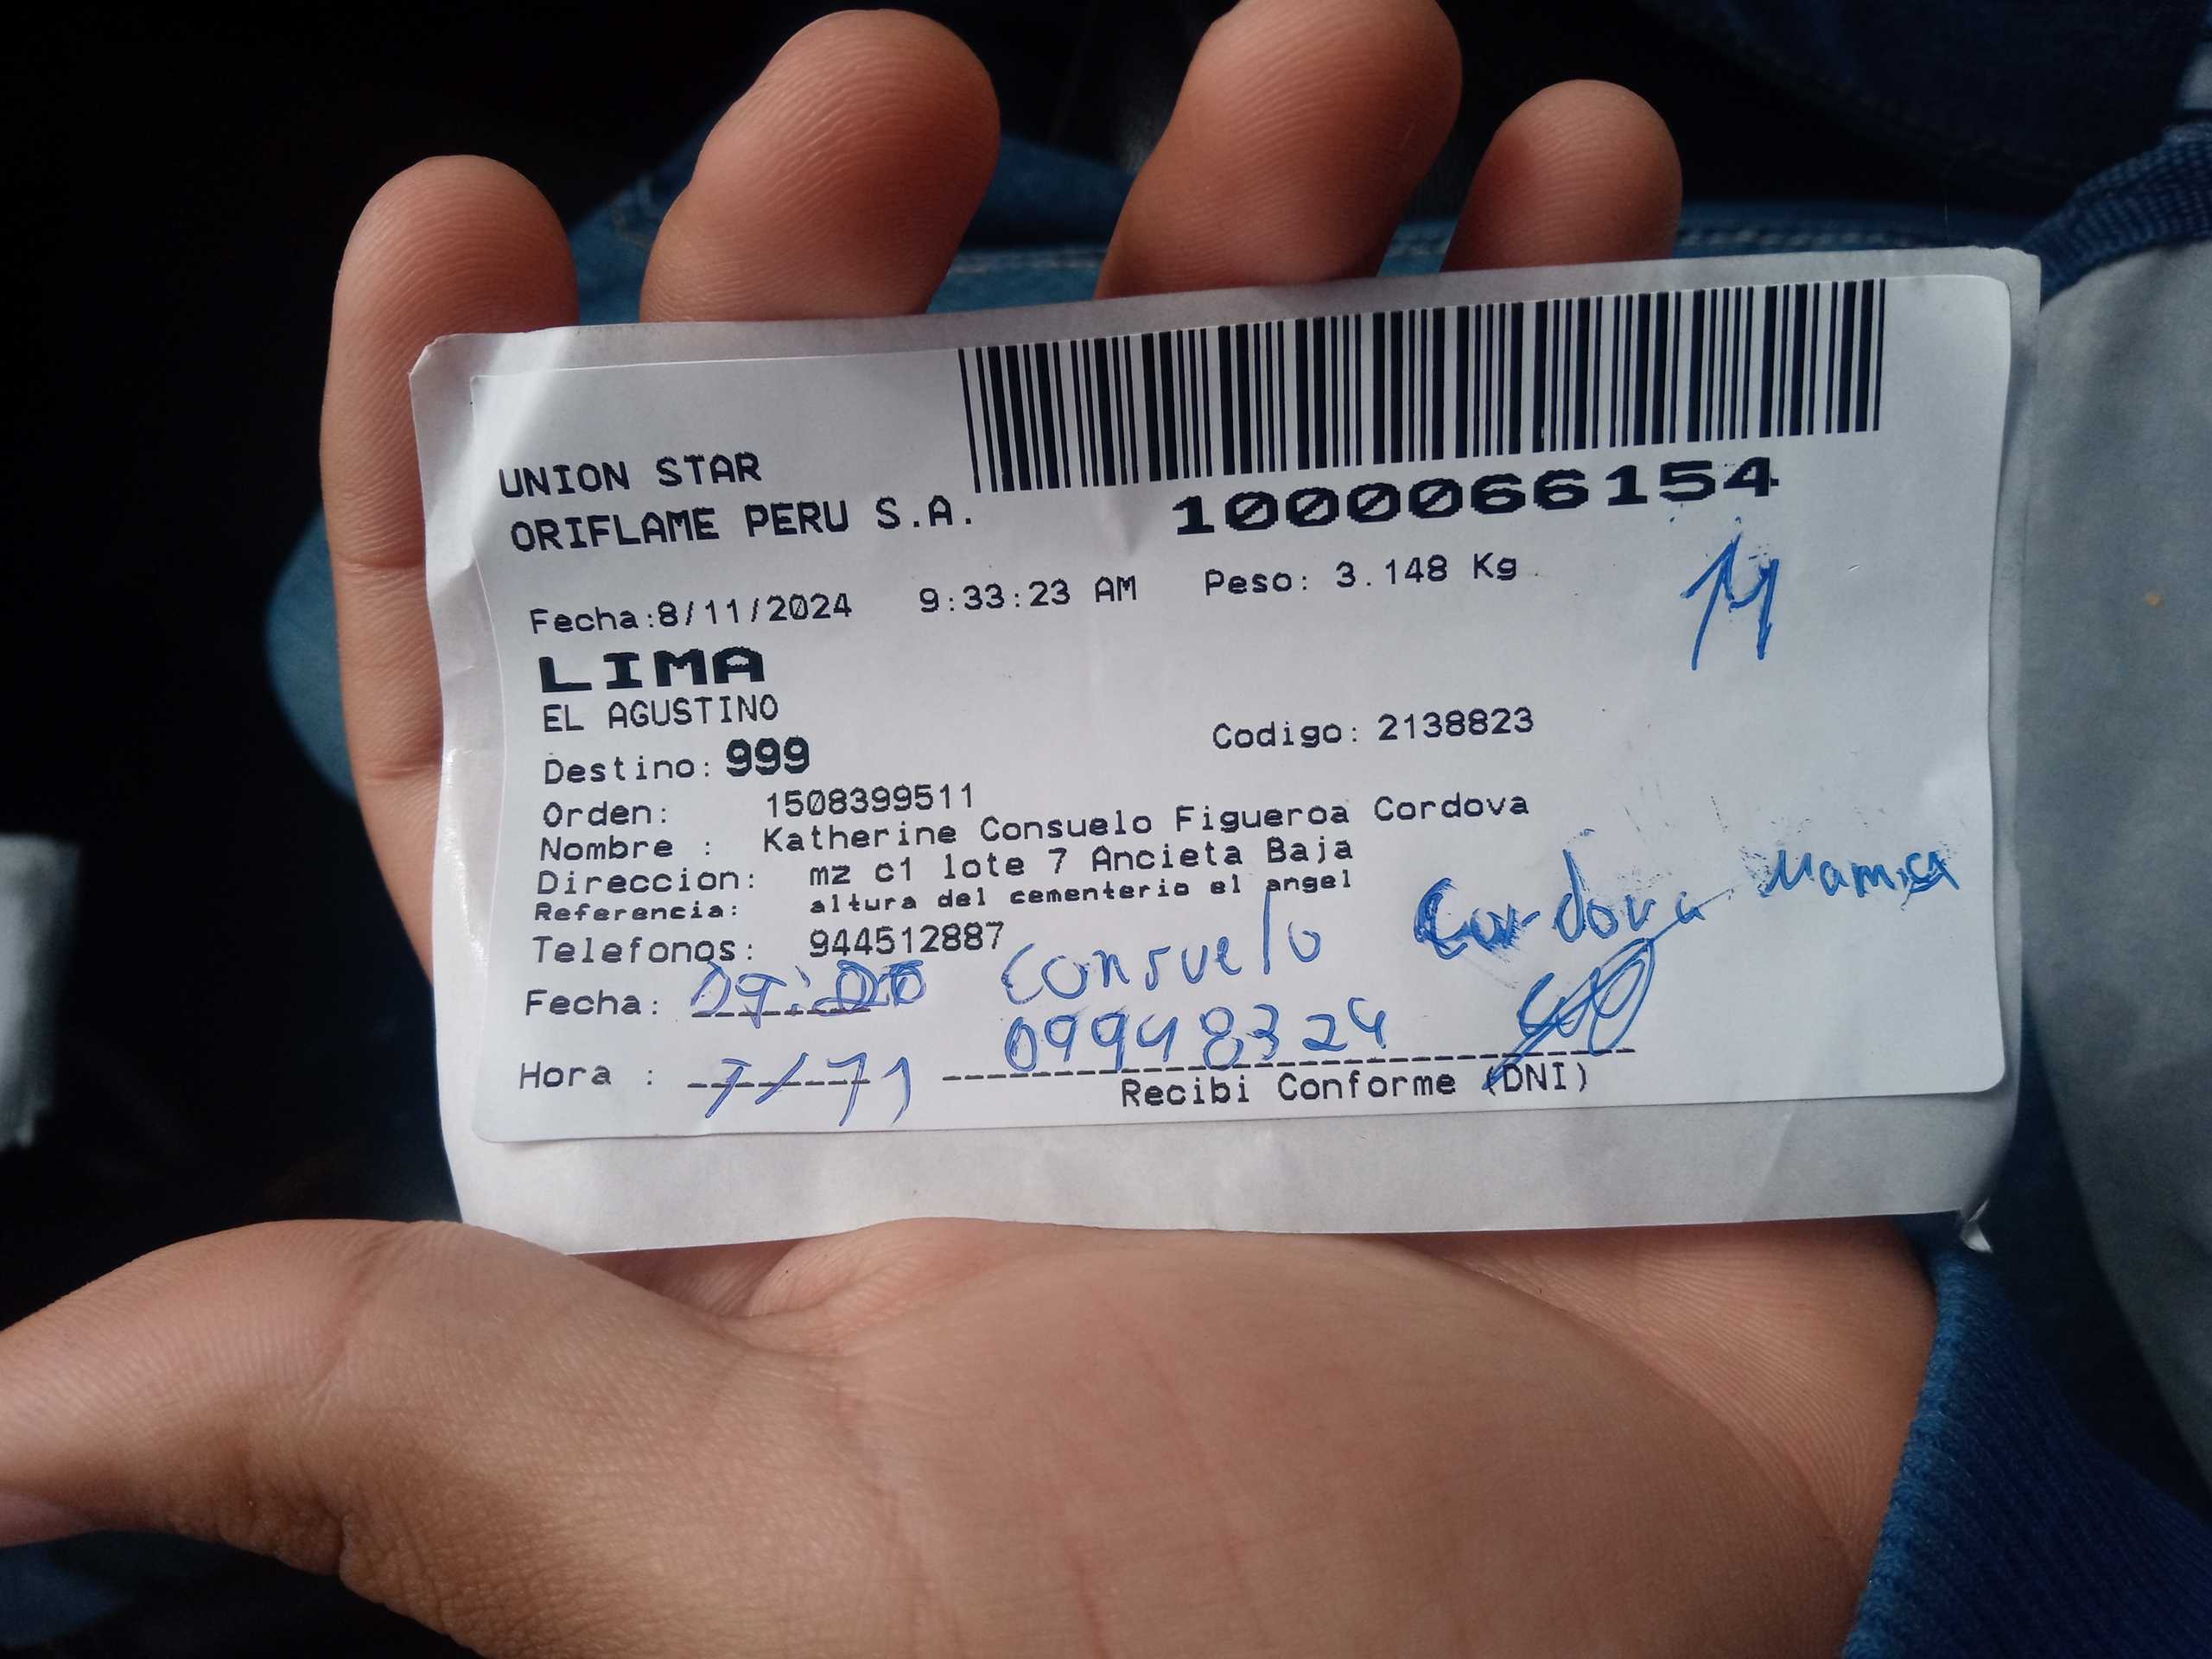 UNION STAR
ORIFLAME PERU S.A.
1000066154
Fecha:8/11/2024 9:33:23 AM Peso: 3.148 Kg
LIMA
EL AGUSTINO
Destino: 999 Codigo: 2138823
Orden: 1508399511
Nombre : Katherine Consuelo Figueroa Cordova
Direccion: mz c1 lote 7 Ancieta Baja
Referencia: altura del cementerio el angel
Telefonos: 944512887
Consuelo Cordova Mamia
Fecha: 09:
Hora :
Recibi Conforme (DNI)